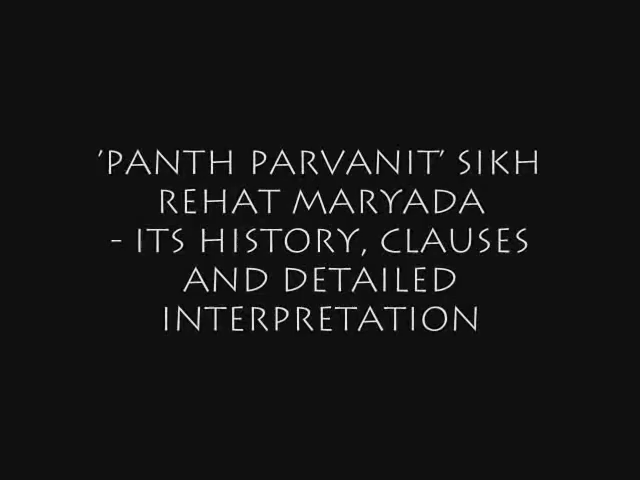 'PANTH PARVANIT' SIKH
REHAT MARYADA
- ITS HISTORY, CLAUSES
AND DETAILED
INTERPRETATION